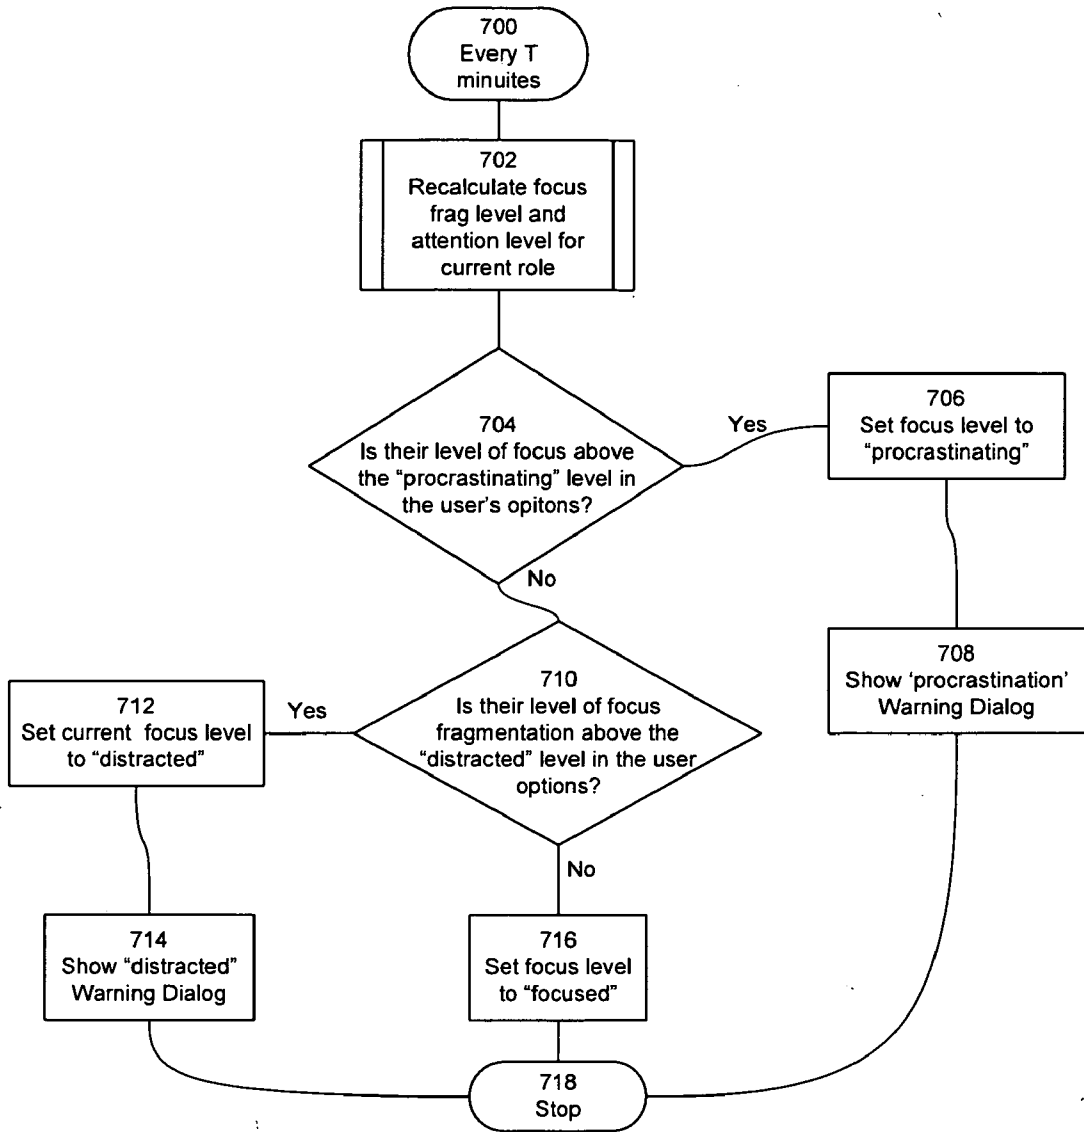 700
Every T
minuites
702
Recalculate focus
frag level and
attention level for
current role
704
Is their level of focus above
the “procrastinating” level in
the user's opitons?
Yes
706
Set focus level to
“procrastinating”
No
708
Show ‘procrastination’
Warning Dialog
710
Is their level of focus
fragmentation above the
“distracted” level in the user
options?
Yes
712
Set current focus level
to “distracted”
No
714
Show “distracted”
Warning Dialog
716
Set focus level
to “focused”
718
Stop